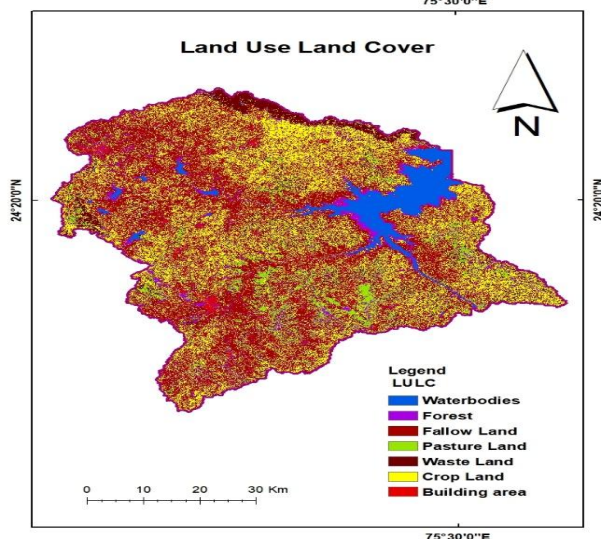 75°30'0"E
Land Use Land Cover
N
24°20'0"N
24°20'0"N
Legend
LULC
Waterbodies
Forest
Fallow Land
Pasture Land
Waste Land
Crop Land
Building area
0 10 20 30 Km
75°30'0"E